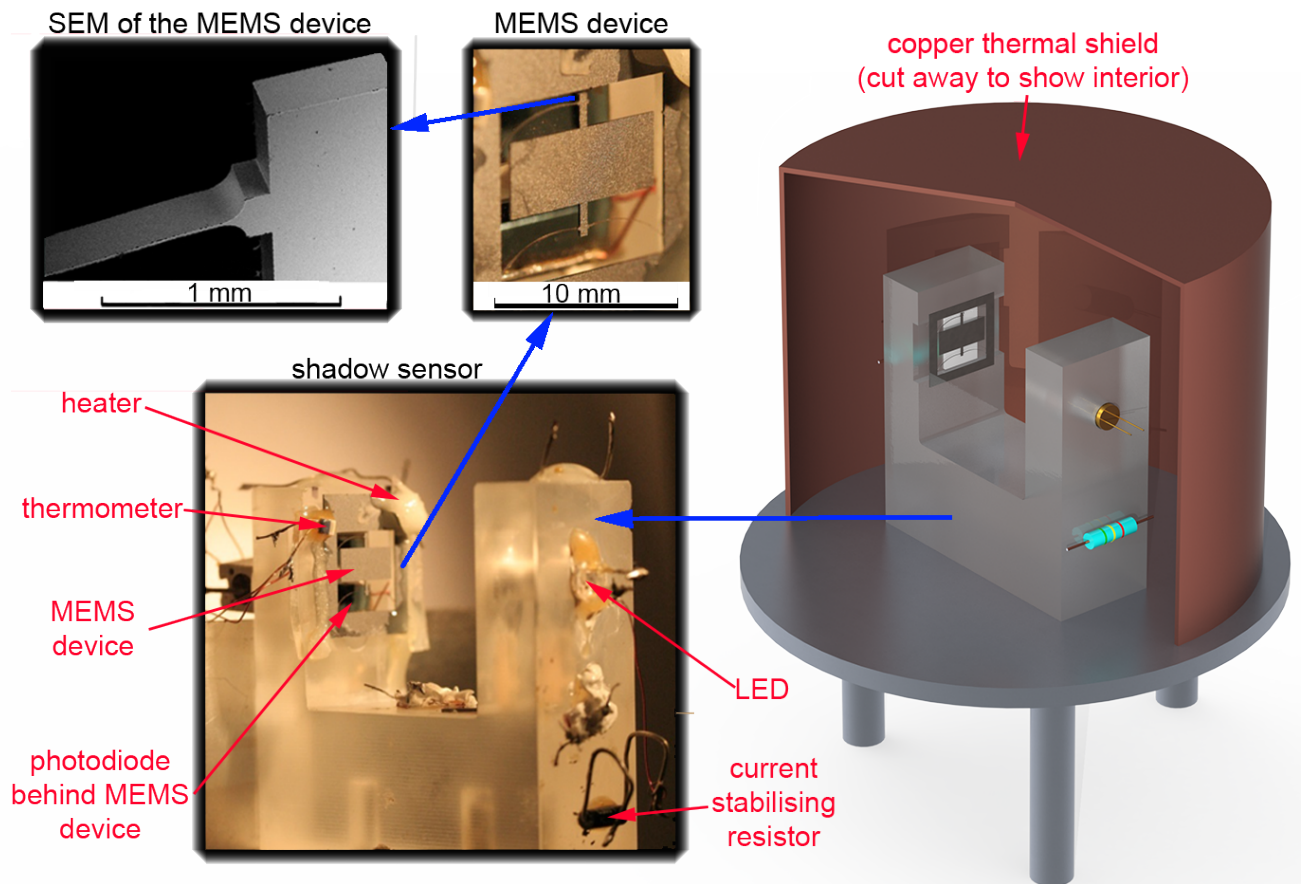 SEM of the MEMS device
MEMS device
copper thermal shield
(cut away to show interior)
1 mm
10 mm
shadow sensor
heater
thermometer
MEMS
device
LED
photodiode
behind MEMS
device
current
stabilising
resistor